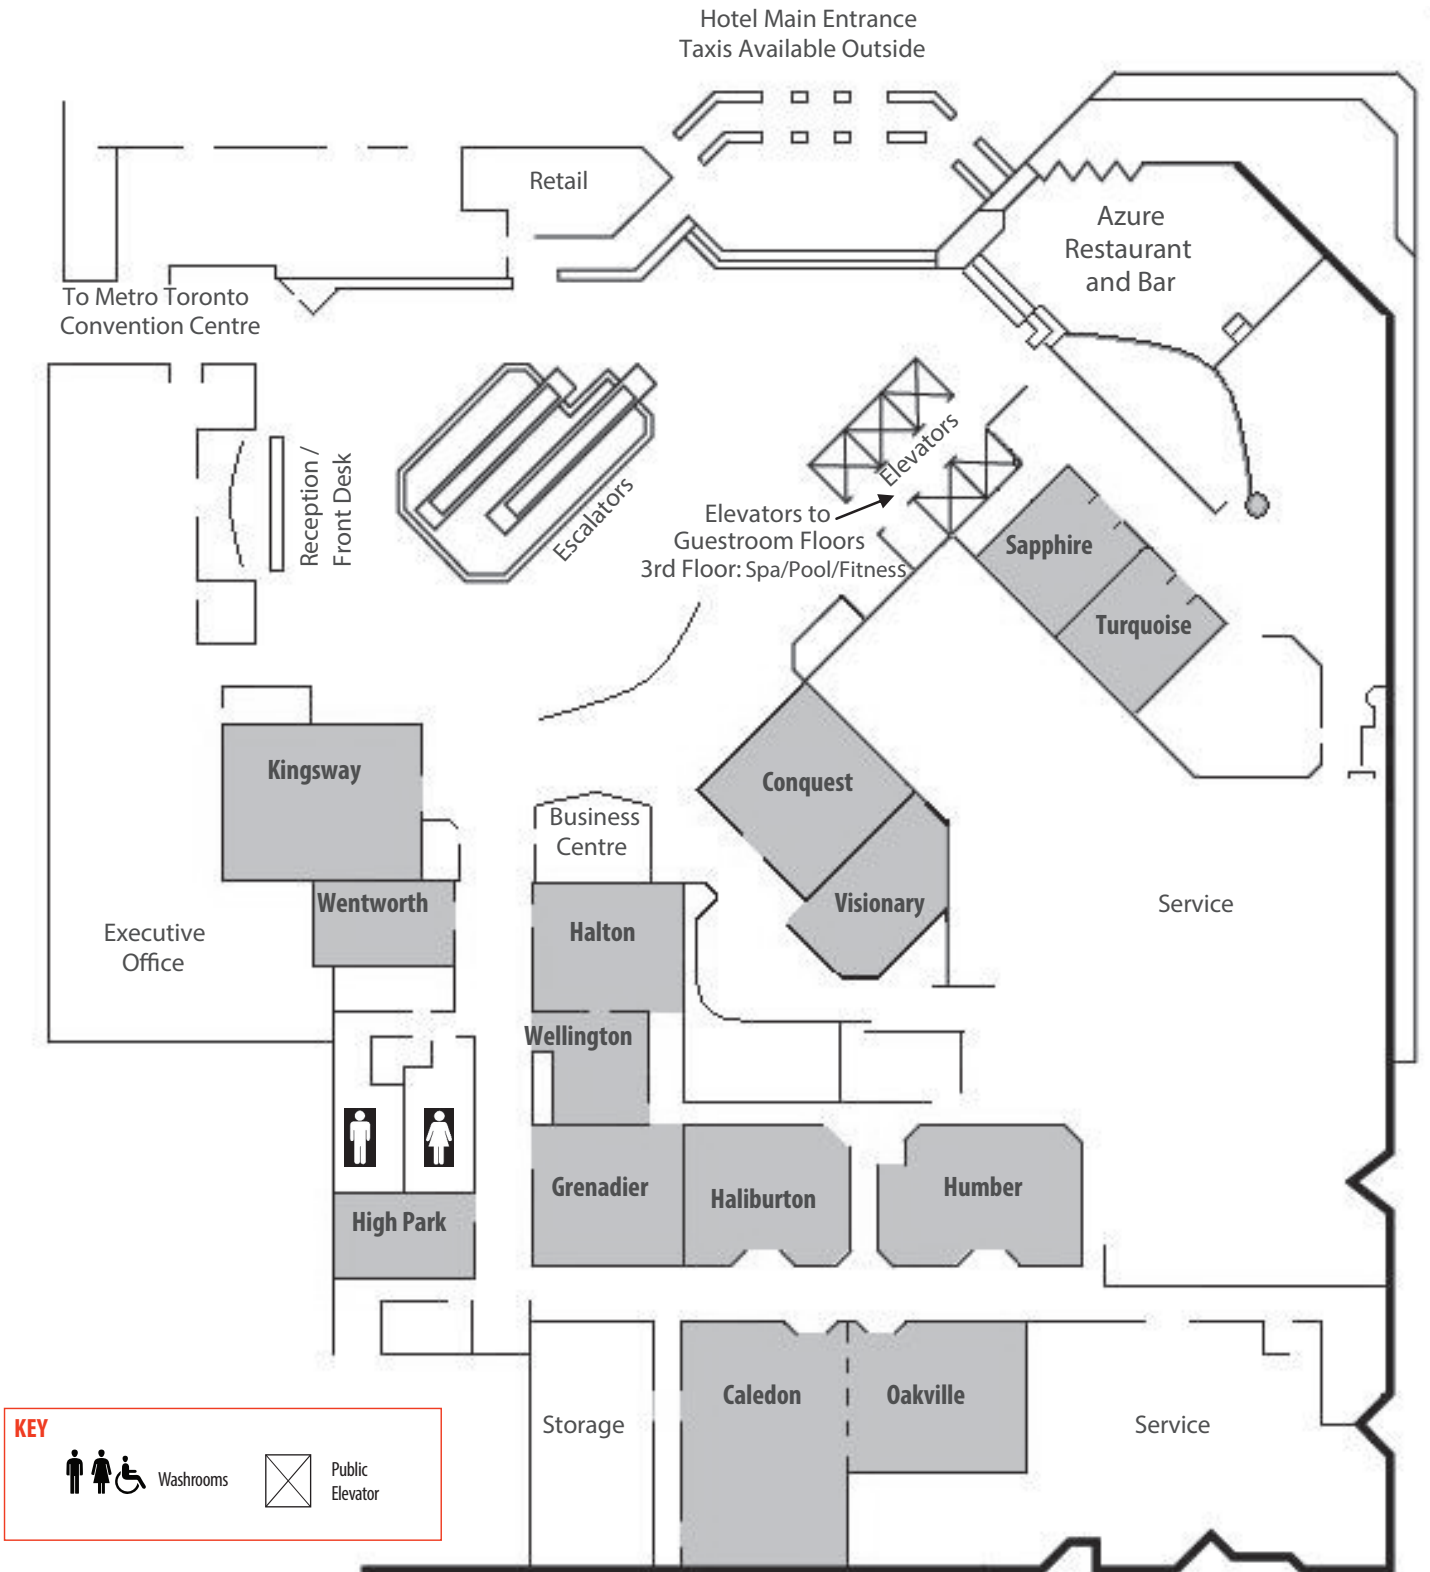 Hotel Main Entrance
Taxis Available Outside
Retail
Azure
Restaurant
and Bar
To Metro Toronto
Convention Centre
Reception /
Front Desk
Escalators
Elevators
Elevators to
Guestroom Floors
3rd Floor: Spa/Pool/Fitness
Sapphire
Turquoise
Kingsway
Conquest
Business
Centre
Wentworth
Visionary
Service
Halton
Executive
Office
Wellington
Grenadier
Haliburton
Humber
High Park
Caledon
Oakville
Storage
Service
KEY
Washrooms
Public
Elevator